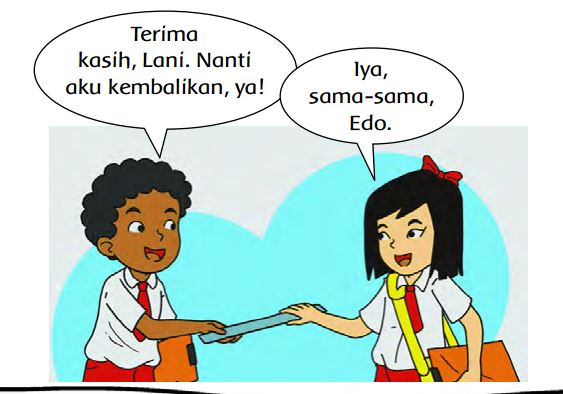 Terima
kasih, Lani. Nanti
aku kembalikan, ya!
Iya,
sama-sama,
Edo.